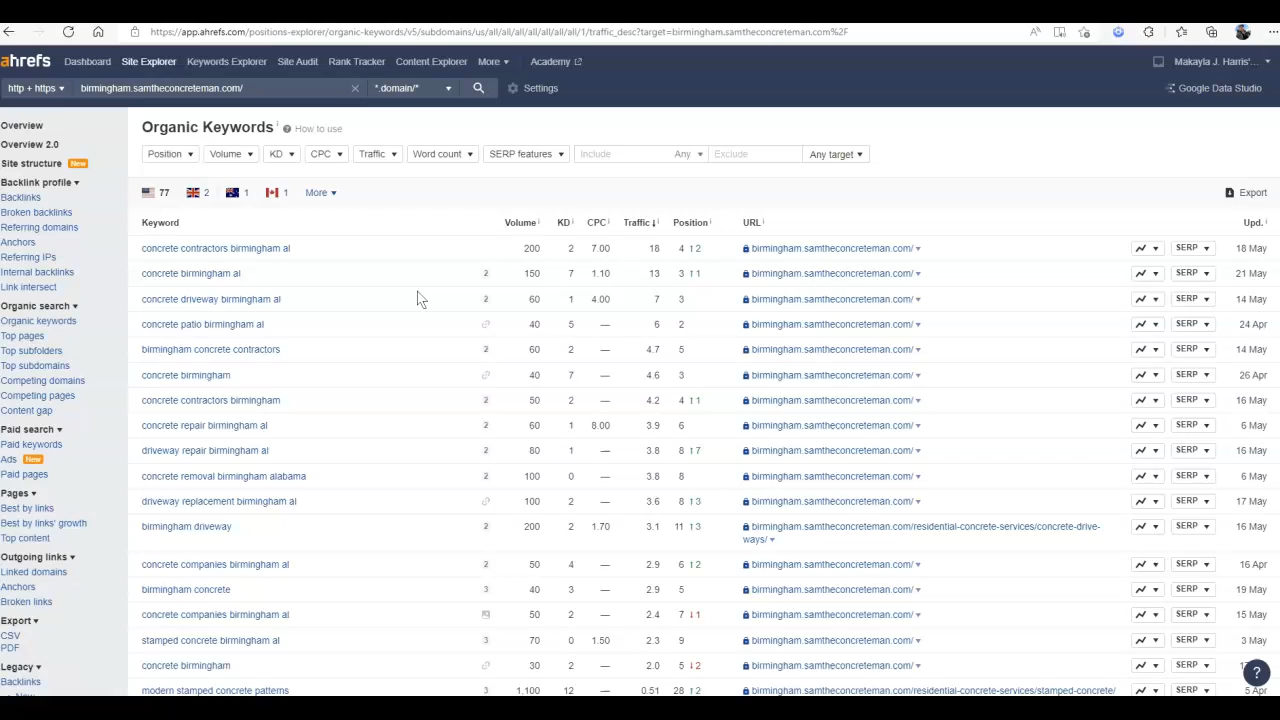 https://app.ahrefs.com/positions-explorer/organic-keywords/v5/subdomains/us/all/all/all/all/all/all/all/1/traffic_desc?target=birmingham.samtheconcreteman.com%2F
ahrefs Dashboard Site Explorer Keywords Explorer Site Audit Rank Tracker Content Explorer More Academy Makayla J. Harris'...
http + https birmingham.samtheconcreteman.com/ *.domain/* Settings Google Data Studio
Overview
Overview 2.0
Site structure New
Backlink profile
Backlinks
Broken backlinks
Referring domains
Anchors
Referring IPs
Internal backlinks
Link intersect
Organic search
Organic keywords
Top pages
Top subfolders
Top subdomains
Competing domains
Competing pages
Content gap
Paid search
Paid keywords
Ads New
Paid pages
Pages
Best by links
Best by links' growth
Top content
Outgoing links
Linked domains
Anchors
Broken links
Export
CSV
PDF
Legacy
Backlinks
Organic Keywords i ? How to use
Position Volume KD CPC Traffic Word count SERP features Include Any Exclude Any target
77 2 1 1 More Export
Keyword Volume i KD i CPC i Traffic ↓ i Position i URL i Upd. i
concrete contractors birmingham al 200 2 7.00 18 4 ↑2 birmingham.samtheconcreteman.com/ SERP 18 May
concrete birmingham al 2 150 7 1.10 13 3 ↑1 birmingham.samtheconcreteman.com/ SERP 21 May
concrete driveway birmingham al 2 60 1 4.00 7 3 birmingham.samtheconcreteman.com/ SERP 14 May
concrete patio birmingham al 40 5 — 6 2 birmingham.samtheconcreteman.com/ SERP 24 Apr
birmingham concrete contractors 2 60 2 — 4.7 5 birmingham.samtheconcreteman.com/ SERP 14 May
concrete birmingham 40 7 — 4.6 3 birmingham.samtheconcreteman.com/ SERP 26 Apr
concrete contractors birmingham 2 50 2 — 4.2 4 ↑1 birmingham.samtheconcreteman.com/ SERP 16 May
concrete repair birmingham al 2 60 1 8.00 3.9 6 birmingham.samtheconcreteman.com/ SERP 6 May
driveway repair birmingham al 2 80 1 — 3.8 8 ↑7 birmingham.samtheconcreteman.com/ SERP 16 May
concrete removal birmingham alabama 2 100 0 — 3.8 8 birmingham.samtheconcreteman.com/ SERP 6 May
driveway replacement birmingham al 100 2 — 3.6 8 ↑3 birmingham.samtheconcreteman.com/ SERP 17 May
birmingham driveway 2 200 2 1.70 3.1 11 ↑3 birmingham.samtheconcreteman.com/residential-concrete-services/concrete-drive- SERP 16 May
ways/
concrete companies birmingham al 2 50 4 — 2.9 6 ↑2 birmingham.samtheconcreteman.com/ SERP 16 Apr
birmingham concrete 3 40 3 — 2.9 5 birmingham.samtheconcreteman.com/ SERP 19 May
concrete companies birmingham al 50 2 — 2.4 7 ↓1 birmingham.samtheconcreteman.com/ SERP 15 May
stamped concrete birmingham al 3 70 0 1.50 2.3 9 birmingham.samtheconcreteman.com/ SERP 3 May
concrete birmingham 30 2 — 2.0 5 ↓2 birmingham.samtheconcreteman.com/ SERP
modern stamped concrete patterns 3 1,100 12 — 0.51 28 ↑2 birmingham.samtheconcreteman.com/residential-concrete-services/stamped-concrete/ SERP 5 Apr
?